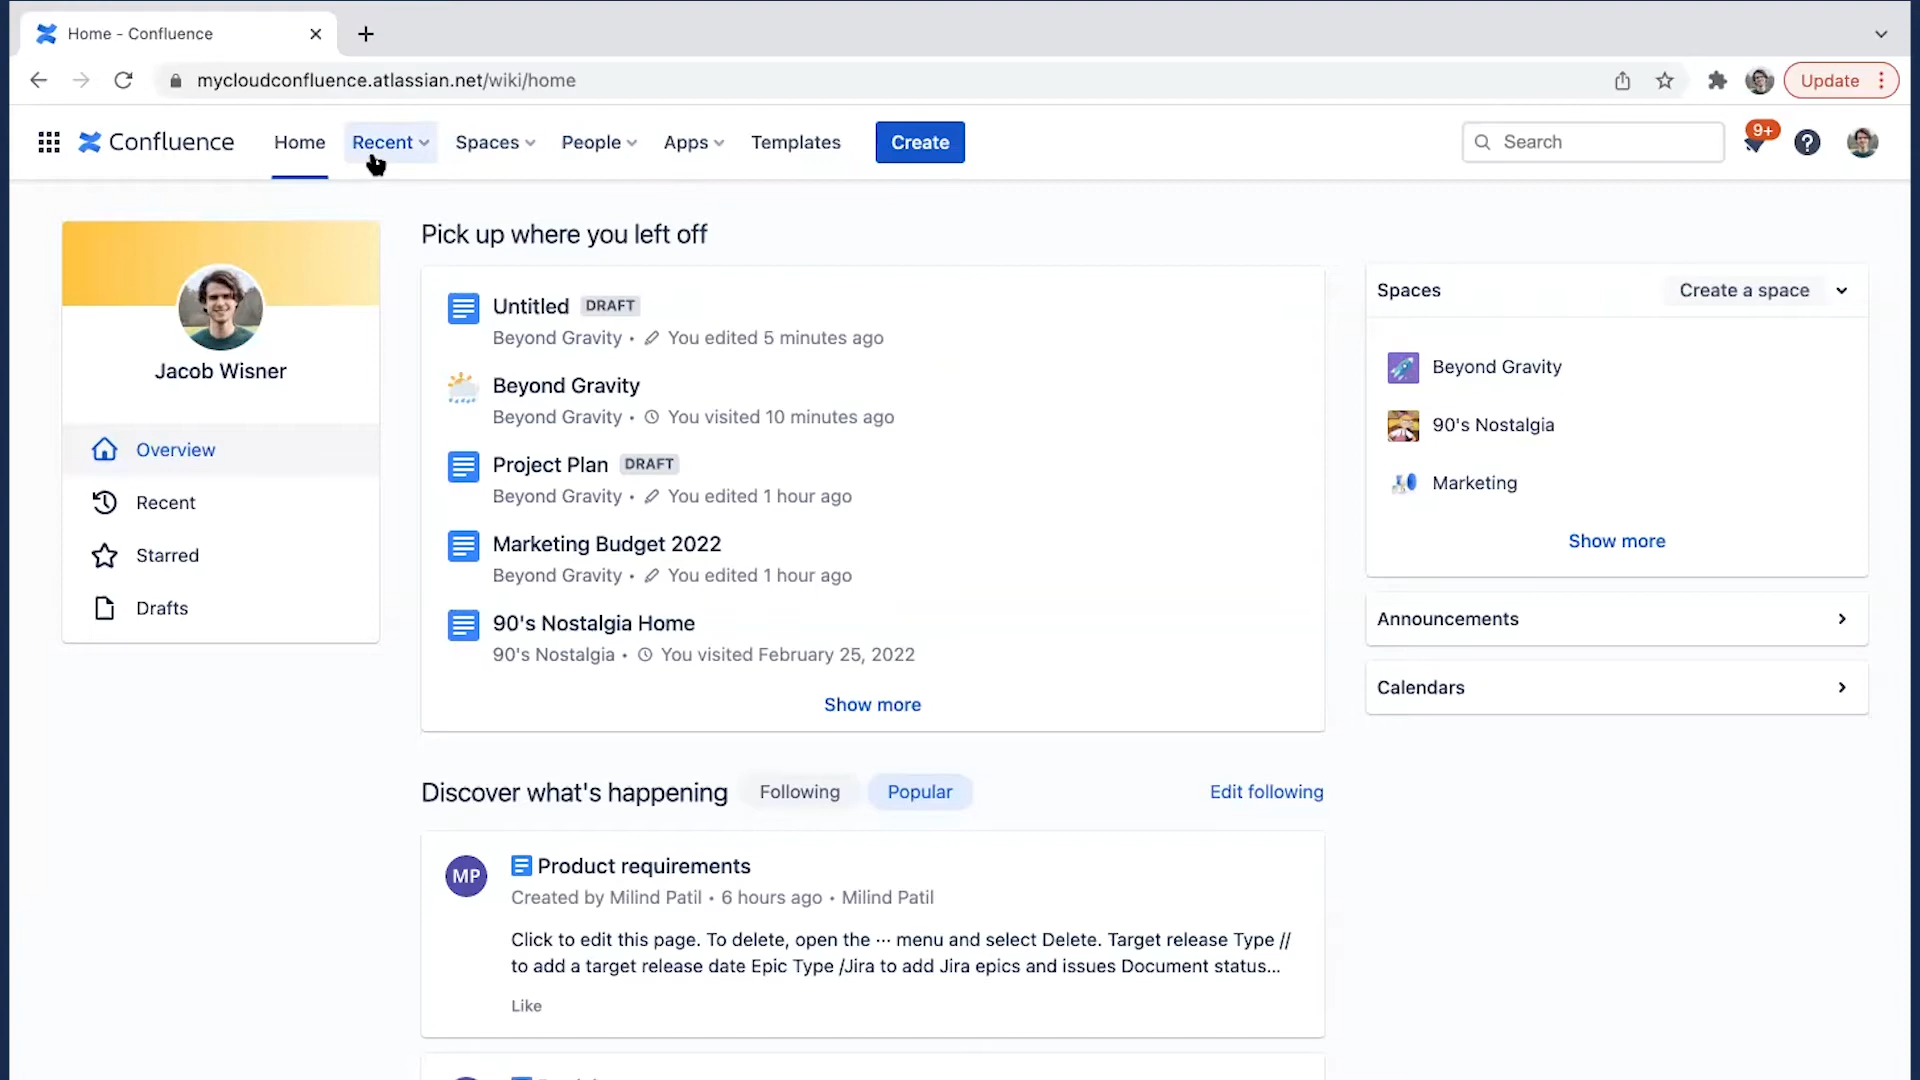 Home - Confluence
mycloudconfluence.atlassian.net/wiki/home
Update
Confluence
Home
Recent
Spaces
People
Apps
Templates
Create
Search
9+
Jacob Wisner
Overview
Recent
Starred
Drafts
Pick up where you left off
Untitled DRAFT
Beyond Gravity • You edited 5 minutes ago
Beyond Gravity
Beyond Gravity • You visited 10 minutes ago
Project Plan DRAFT
Beyond Gravity • You edited 1 hour ago
Marketing Budget 2022
Beyond Gravity • You edited 1 hour ago
90's Nostalgia Home
90's Nostalgia • You visited February 25, 2022
Show more
Spaces
Create a space
Beyond Gravity
90's Nostalgia
Marketing
Show more
Announcements
Calendars
Discover what's happening
Following
Popular
Edit following
MP
Product requirements
Created by Milind Patil • 6 hours ago • Milind Patil
Click to edit this page. To delete, open the ··· menu and select Delete. Target release Type //
to add a target release date Epic Type /Jira to add Jira epics and issues Document status...
Like